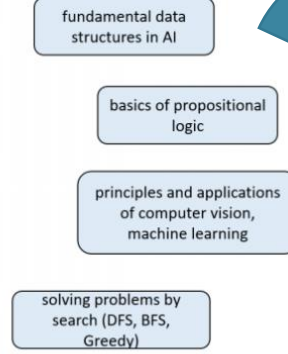 fundamental data
structures in AI
basics of propositional
logic
principles and applications
of computer vision,
machine learning
solving problems by
search (DFS, BFS,
Greedy)